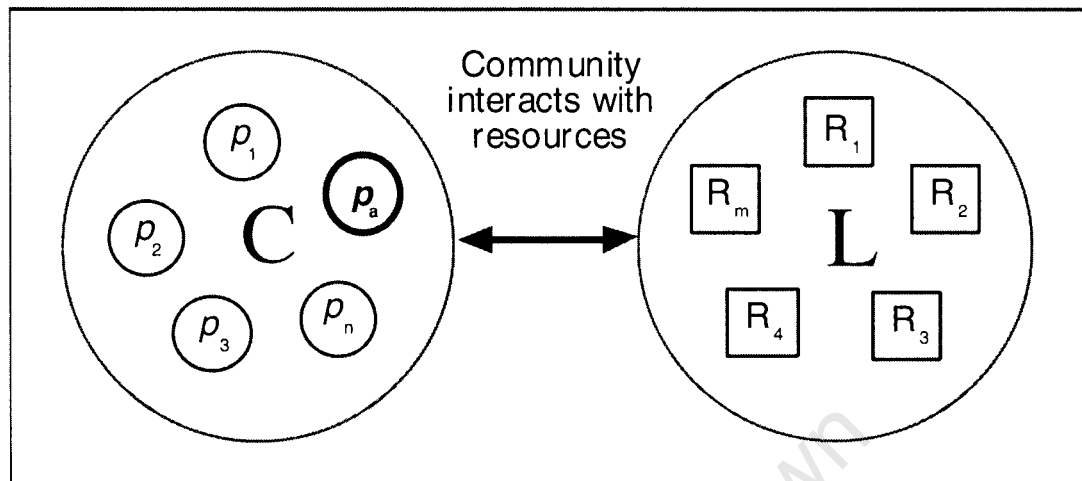 Community
interacts with
resources
p₁
pₐ
C
p₂
p₃
pₙ
R₁
Rₘ
R₂
L
R₄
R₃